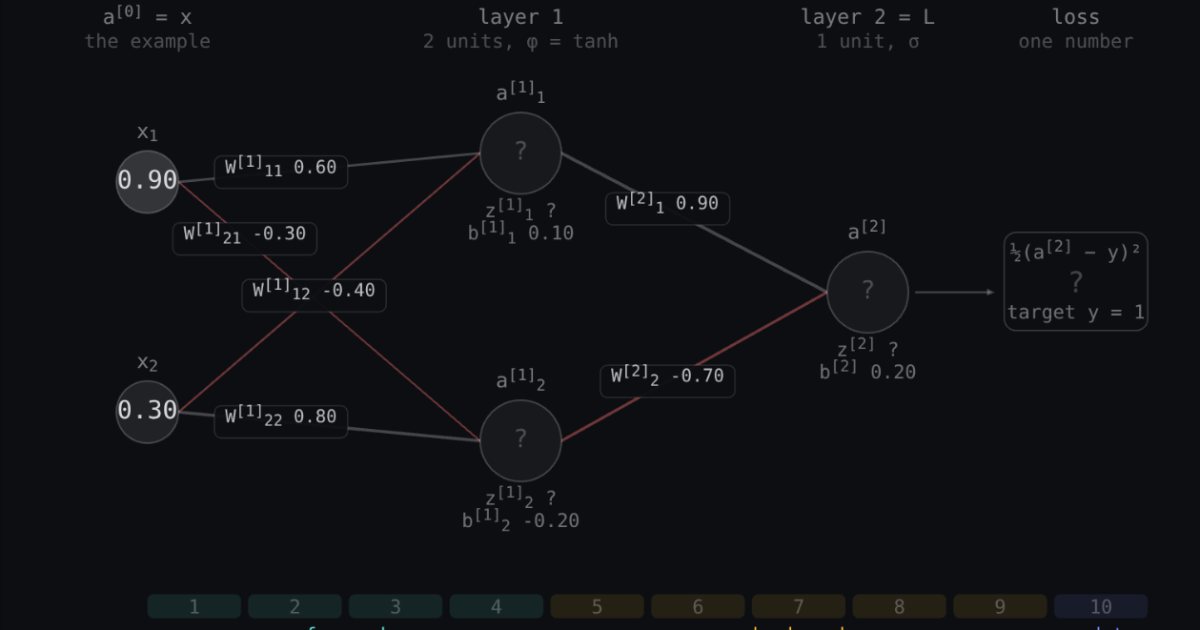 a[0] = x
the example
layer 1
2 units, φ = tanh
layer 2 = L
1 unit, σ
loss
one number
x1
0.90
W[1]11 0.60
W[1]21 -0.30
W[1]12 -0.40
x2
0.30
W[1]22 0.80
a[1]1
?
z[1]1 ?
b[1]1 0.10
a[1]2
?
z[1]2 ?
b[1]2 -0.20
W[2]1 0.90
W[2]2 -0.70
a[2]
?
z[2] ?
b[2] 0.20
½(a[2] − y)²
?
target y = 1
1 2 3 4 5 6 7 8 9 10